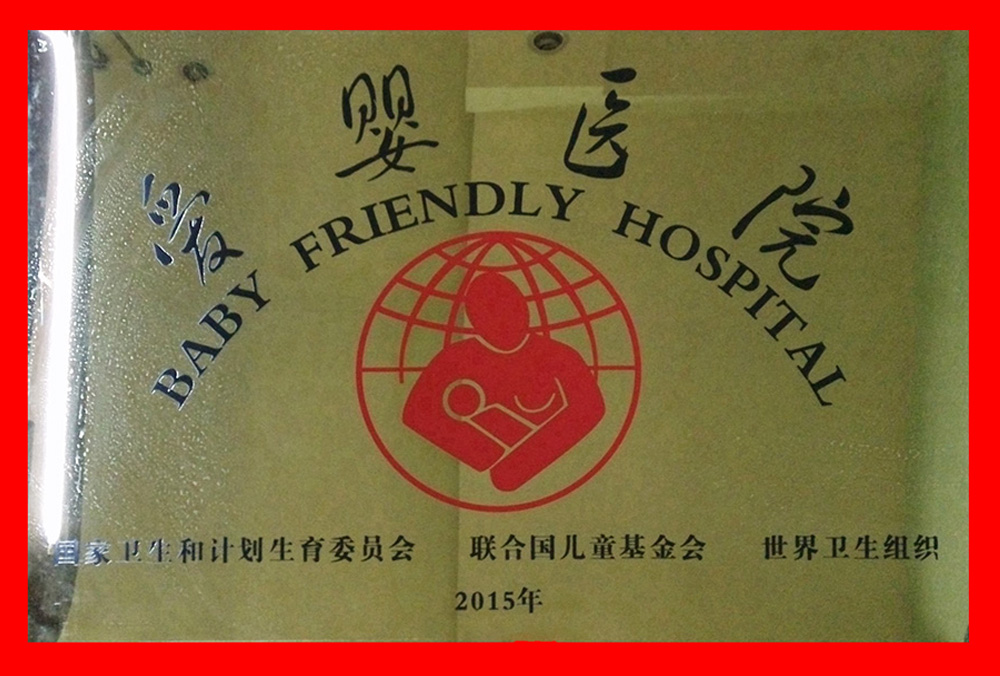 爱婴医院
BABY FRIENDLY HOSPITAL
国家卫生和计划生育委员会 联合国儿童基金会 世界卫生组织
2015年